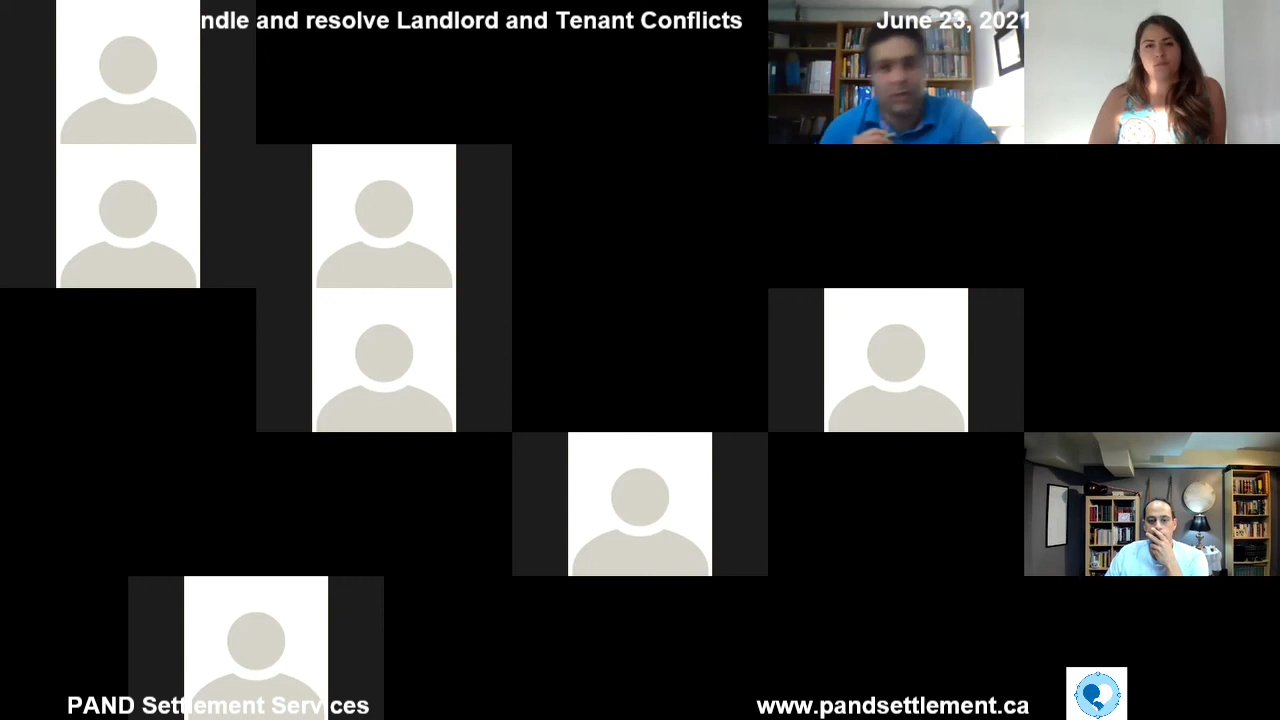 ndle and resolve Landlord and Tenant Conflicts
June 23, 2021
PAND Settlement Services
www.pandsettlement.ca